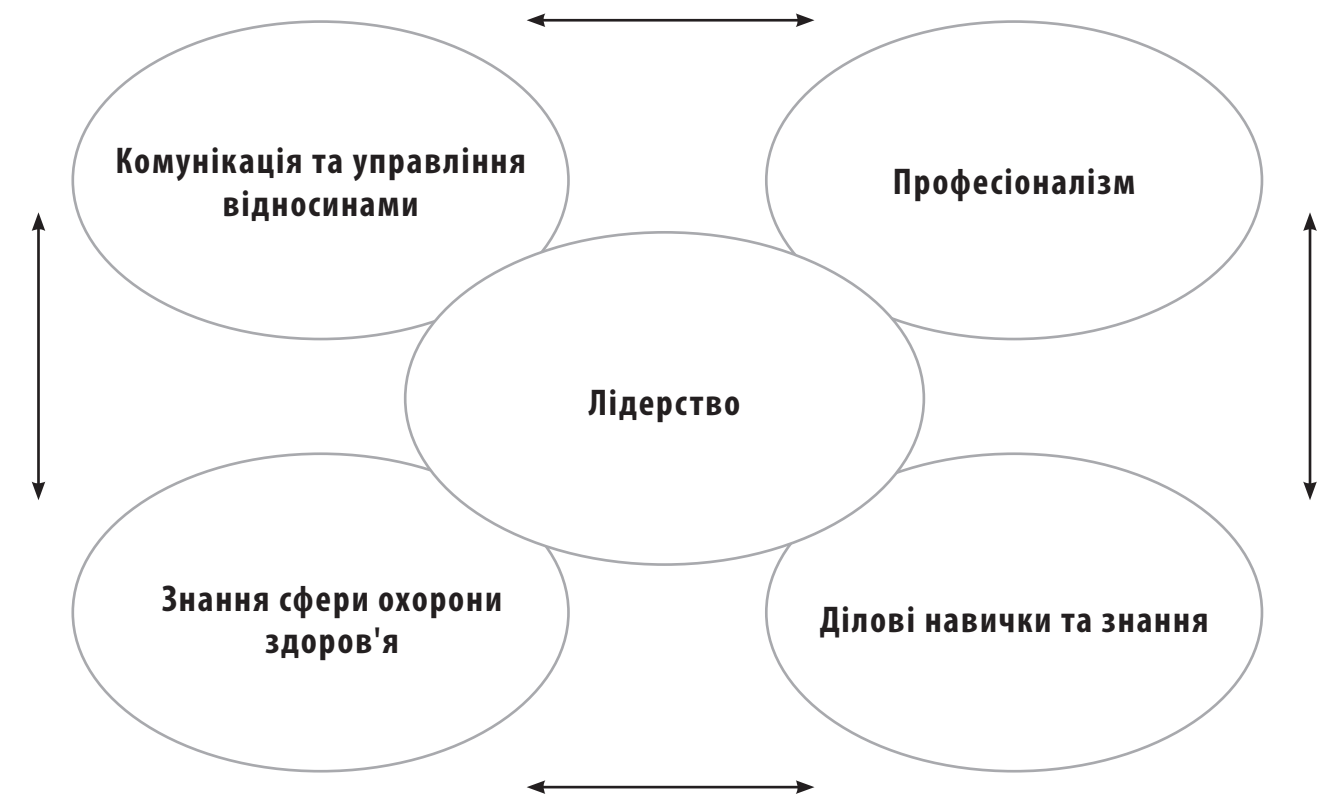 Комунікація та управління
відносинами
Професіоналізм
Лідерство
Знання сфери охорони
здоров'я
Ділові навички та знання